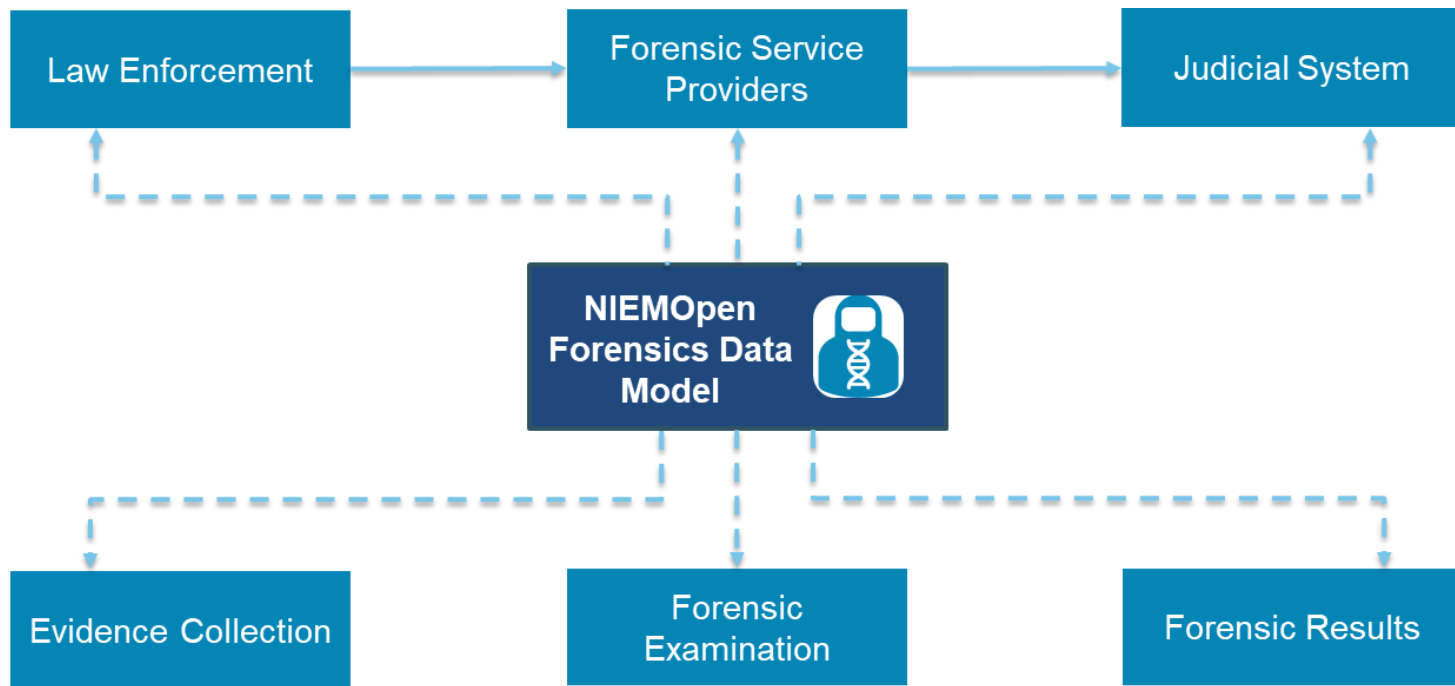 Law Enforcement
Forensic Service
Providers
Judicial System
NIEMOpen
Forensics Data
Model
Evidence Collection
Forensic
Examination
Forensic Results